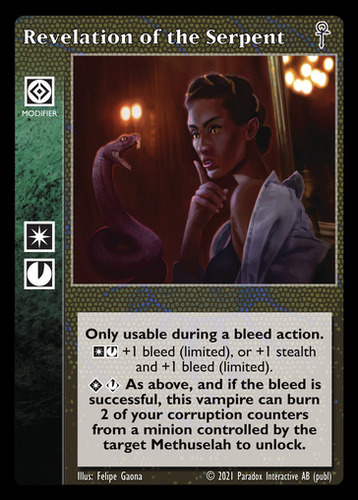 Revelation of the Serpent
MODIFIER
Only usable during a bleed action.
+1 bleed (limited), or +1 stealth
and +1 bleed (limited).
As above, and if the bleed is
successful, this vampire can burn
2 of your corruption counters
from a minion controlled by the
target Methuselah to unlock.
Illus: Felipe Gaona © 2021 Paradox Interactive AB (publ)